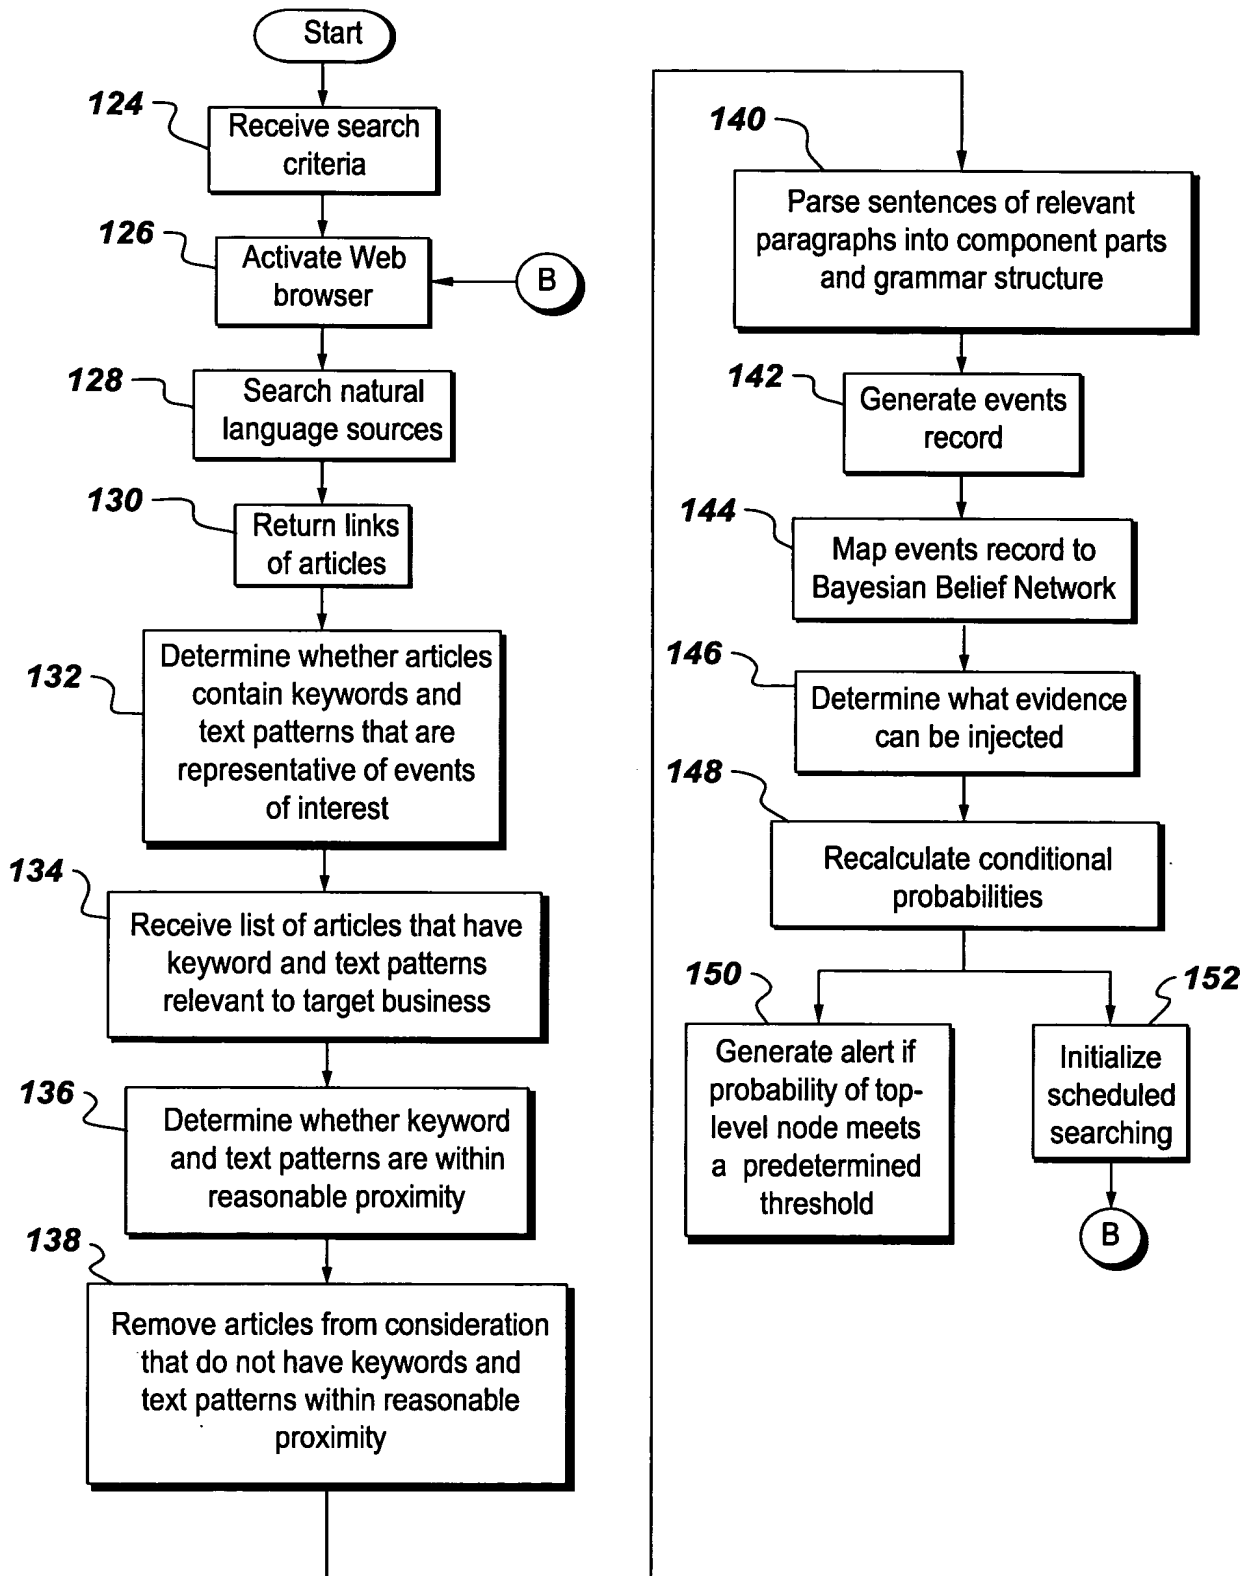 Start
124
Receive search
criteria
126
Activate Web
browser
B
128
Search natural
language sources
130
Return links
of articles
132
Determine whether articles
contain keywords and
text patterns that are
representative of events
of interest
134
Receive list of articles that have
keyword and text patterns
relevant to target business
136
Determine whether keyword
and text patterns are within
reasonable proximity
138
Remove articles from consideration
that do not have keywords and
text patterns within reasonable
proximity
140
Parse sentences of relevant
paragraphs into component parts
and grammar structure
142
Generate events
record
144
Map events record to
Bayesian Belief Network
146
Determine what evidence
can be injected
148
Recalculate conditional
probabilities
150
Generate alert if
probability of top-
level node meets
a predetermined
threshold
152
Initialize
scheduled
searching
B